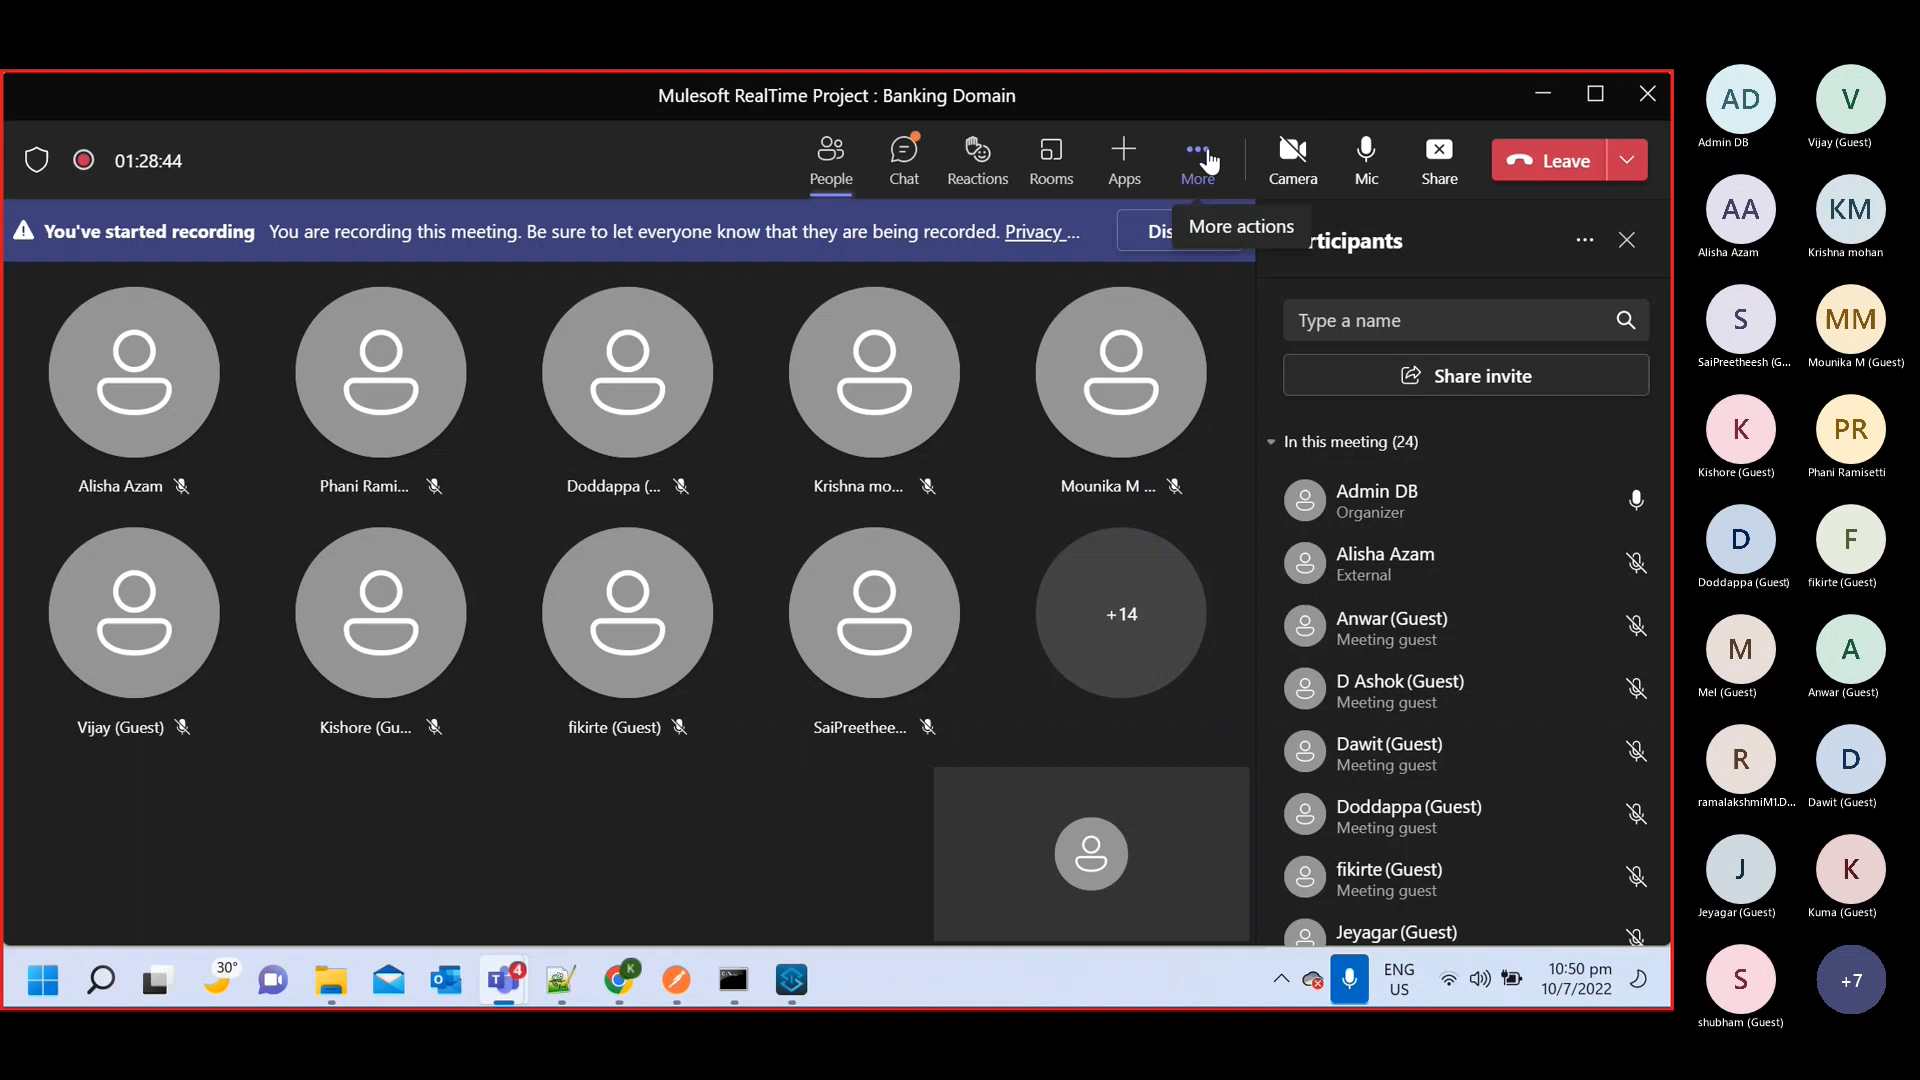 Mulesoft RealTime Project : Banking Domain
01:28:44
People
Chat
Reactions
Rooms
Apps
More
Camera
Mic
Share
Leave
You've started recording You are recording this meeting. Be sure to let everyone know that they are being recorded. Privacy ...
Dis
More actions
rticipants
Type a name
Share invite
In this meeting (24)
Admin DB
Organizer
Alisha Azam
External
Anwar (Guest)
Meeting guest
D Ashok (Guest)
Meeting guest
Dawit (Guest)
Meeting guest
Doddappa (Guest)
Meeting guest
fikirte (Guest)
Meeting guest
Jeyagar (Guest)
Alisha Azam
Phani Rami...
Doddappa (...
Krishna mo...
Mounika M ...
+14
Vijay (Guest)
Kishore (Gu...
fikirte (Guest)
SaiPreethee...
30°
4
K
ENG
US
10:50 pm
10/7/2022
AD
Admin DB
V
Vijay (Guest)
AA
Alisha Azam
KM
Krishna mohan
S
SaiPreetheesh (G...
MM
Mounika M (Guest)
K
Kishore (Guest)
PR
Phani Ramisetti
D
Doddappa (Guest)
F
fikirte (Guest)
M
Mel (Guest)
A
Anwar (Guest)
R
ramalakshmiM1.D...
D
Dawit (Guest)
J
Jeyagar (Guest)
K
Kuma (Guest)
S
shubham (Guest)
+7